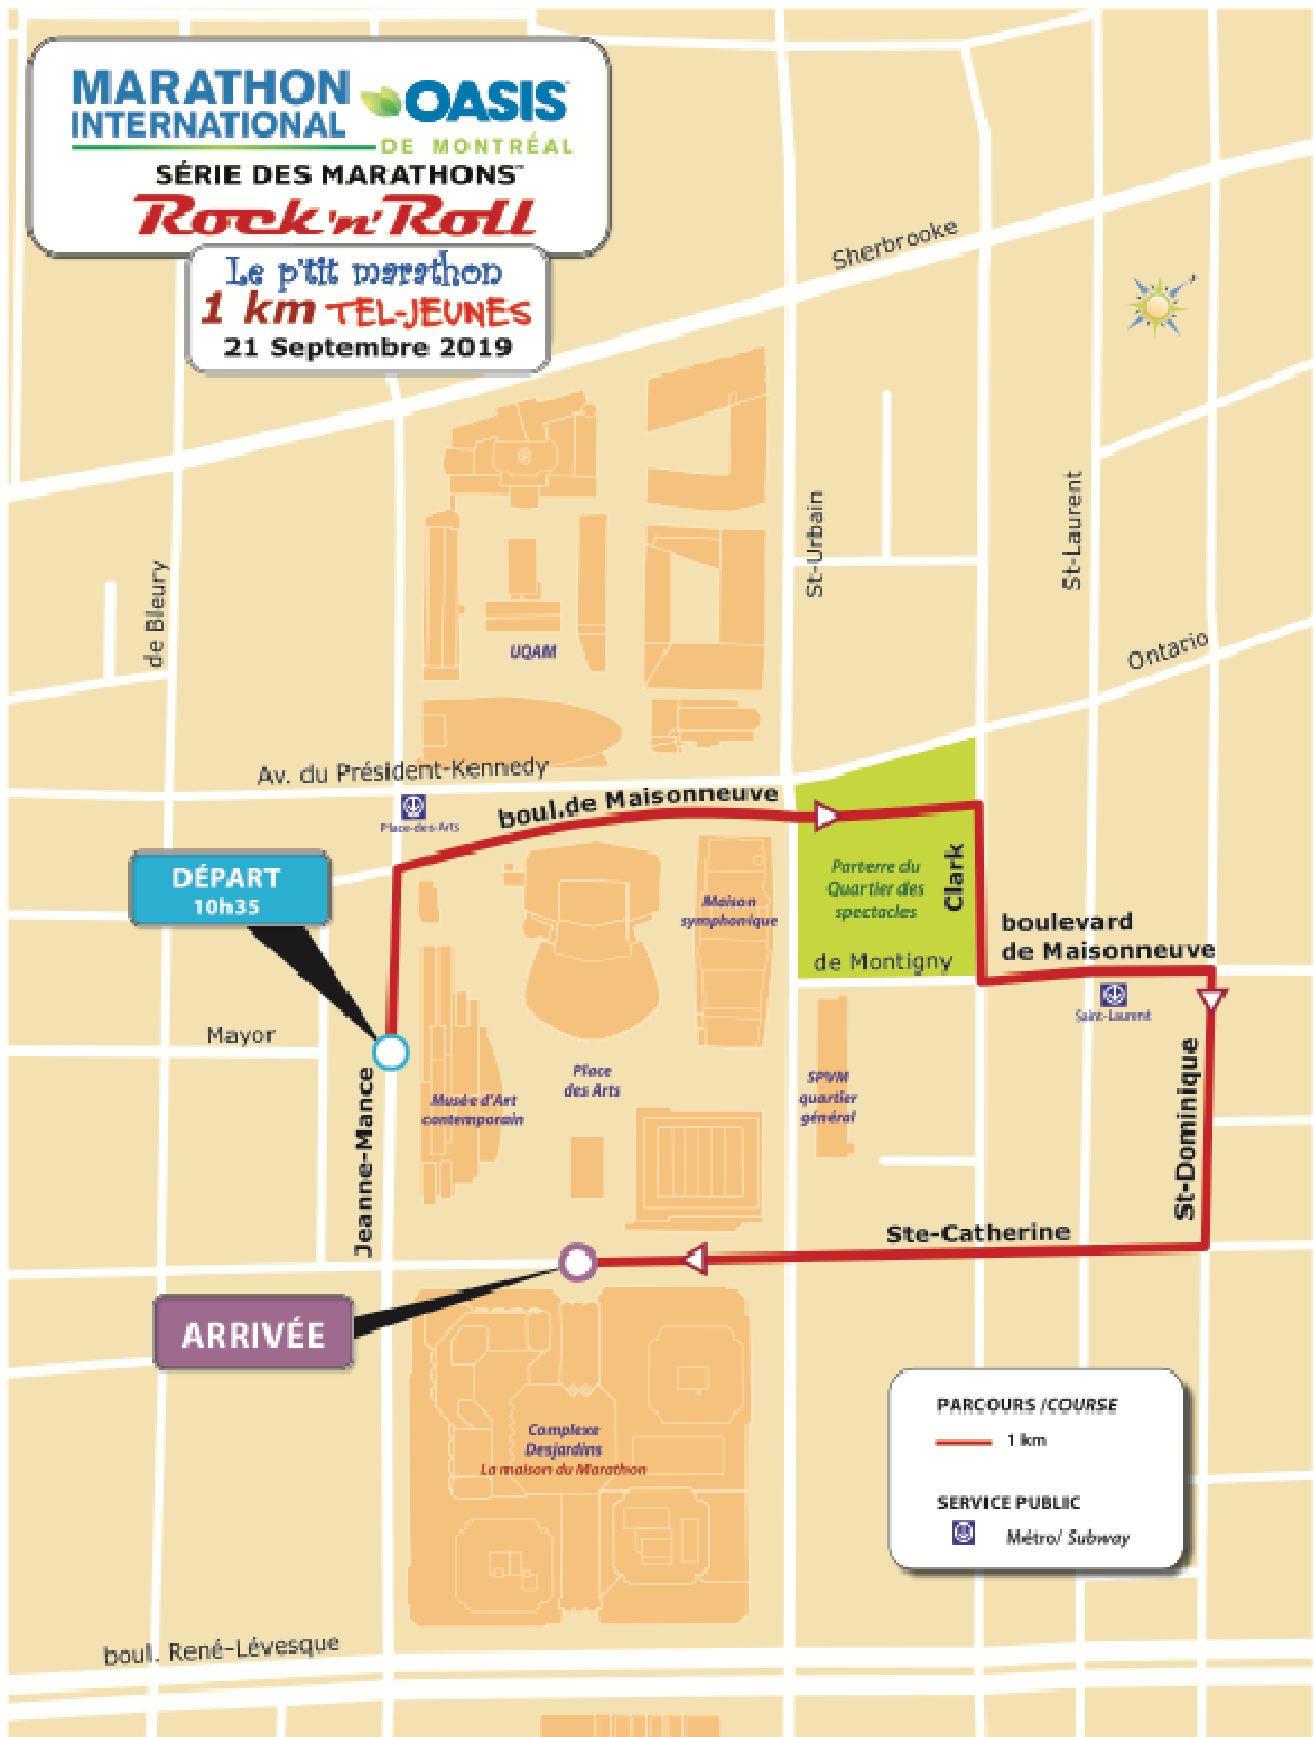 MARATHON
INTERNATIONAL
OASIS
DE MONTRÉAL
SÉRIE DES MARATHONS™
Rock 'n' Roll
Le p'tit marathon
1 km TEL-JEUNES
21 Septembre 2019
Sherbrooke
St-Urbain
St-Laurent
de Bleury
Ontario
UQAM
Av. du Président-Kennedy
Place-des-Arts
boul.de Maisonneuve
DÉPART
10h35
Parterre du
Quartier des
spectacles
Clark
Maison
symphonique
boulevard
de Maisonneuve
de Montigny
Saint-Laurent
Mayor
Jeanne-Mance
Musée d'Art
contemporain
Place
des Arts
SPVM
quartier
général
St-Dominique
Ste-Catherine
ARRIVÉE
Complexe
Desjardins
La maison du Marathon
PARCOURS /COURSE
1 km
SERVICE PUBLIC
Métro/ Subway
boul. René-Lévesque